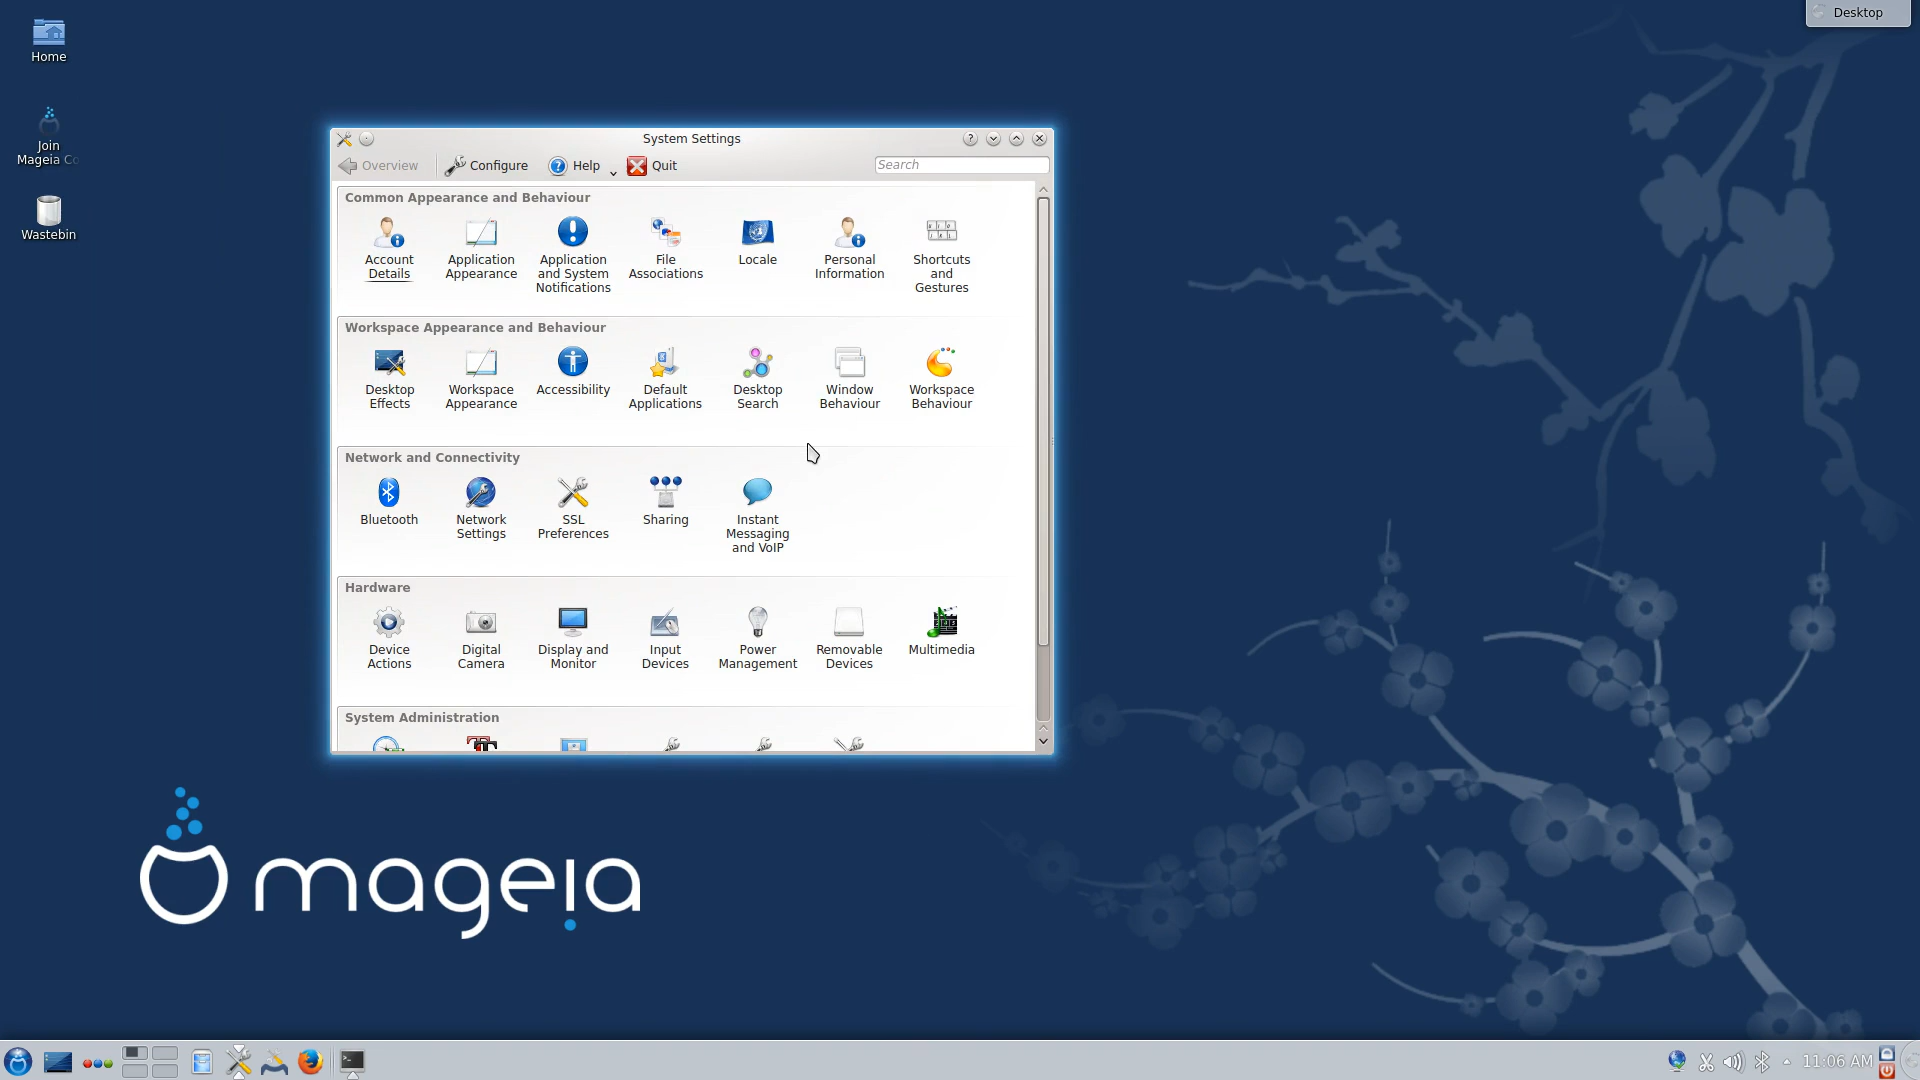 Desktop
Home
Join
Mageia Co
Wastebin
System Settings
Overview
Configure
Help
Quit
Search
Common Appearance and Behaviour
Account
Details
Application
Appearance
Application
and System
Notifications
File
Associations
Locale
Personal
Information
Shortcuts
and
Gestures
Workspace Appearance and Behaviour
Desktop
Effects
Workspace
Appearance
Accessibility
Default
Applications
Desktop
Search
Window
Behaviour
Workspace
Behaviour
Network and Connectivity
Bluetooth
Network
Settings
SSL
Preferences
Sharing
Instant
Messaging
and VoIP
Hardware
Device
Actions
Digital
Camera
Display and
Monitor
Input
Devices
Power
Management
Removable
Devices
Multimedia
System Administration
mageia
11:06 AM